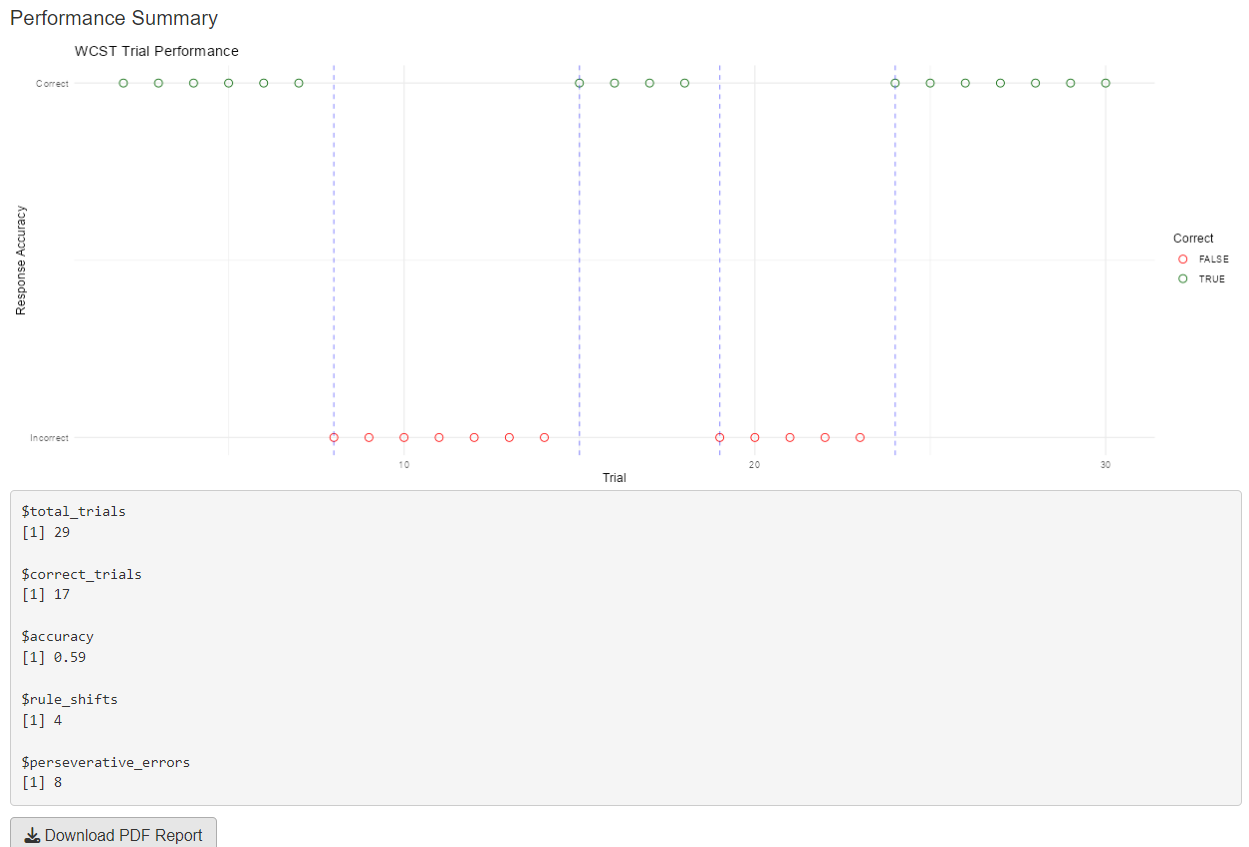 Performance Summary
WCST Trial Performance
Correct
Response Accuracy
Incorrect
10
20
30
Trial
Correct
FALSE
TRUE
$total_trials
[1] 29
$correct_trials
[1] 17
$accuracy
[1] 0.59
$rule_shifts
[1] 4
$perseverative_errors
[1] 8
Download PDF Report